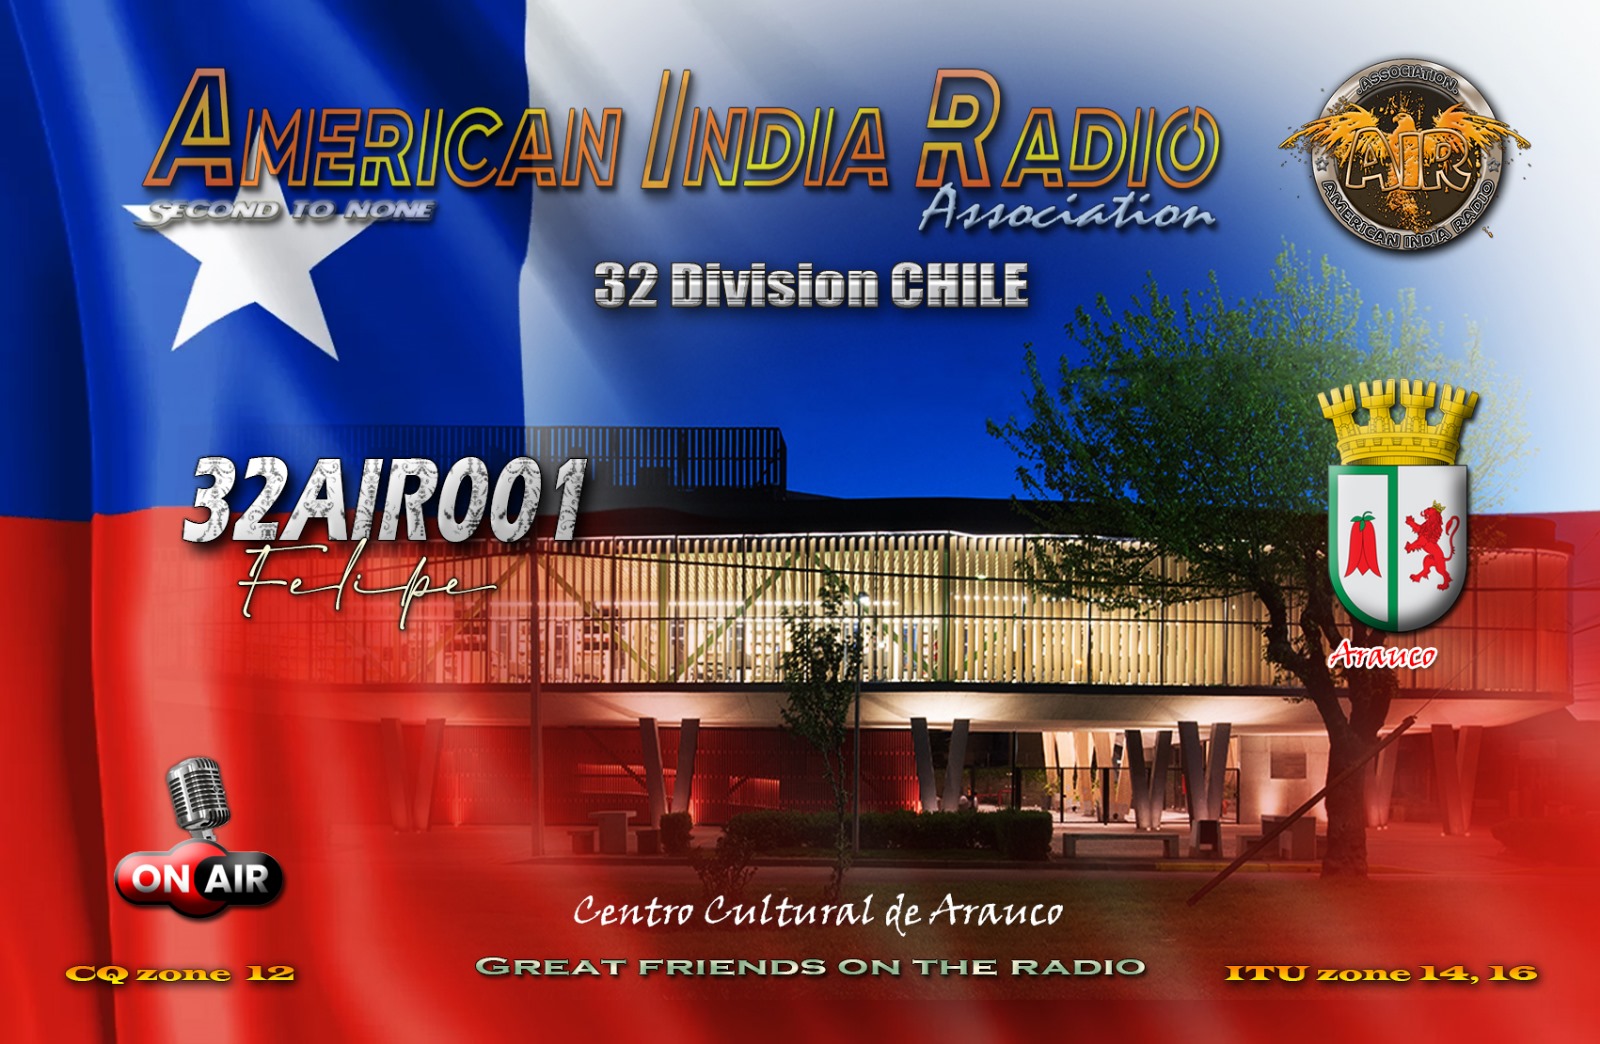 American India Radio
Second to none
Association
32 Division CHILE
ASSOCIATION
AIR
AMERICAN INDIA RADIO
32AIR001
Felipe
Arauco
ON AIR
Centro Cultural de Arauco
Great friends on the radio
CQ zone 12
ITU zone 14, 16